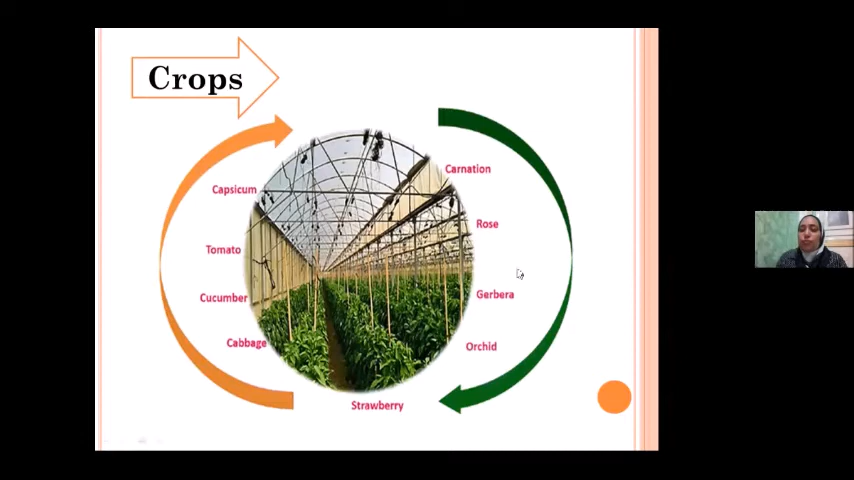 Crops
Capsicum
Tomato
Cucumber
Cabbage
Strawberry
Carnation
Rose
Gerbera
Orchid